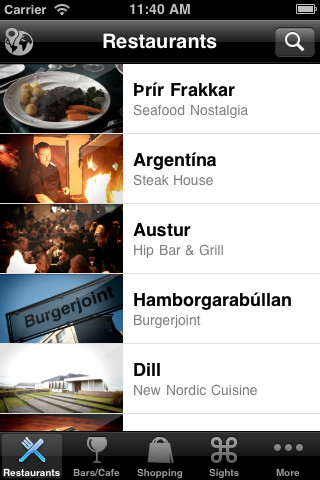 Carrier 11:40 AM
Restaurants
Þrír Frakkar
Seafood Nostalgia
Argentína
Steak House
Austur
Hip Bar & Grill
Burgerjoint
Hamborgarabúllan
Burgerjoint
Dill
New Nordic Cuisine
Restaurants Bars/Cafe Shopping Sights More